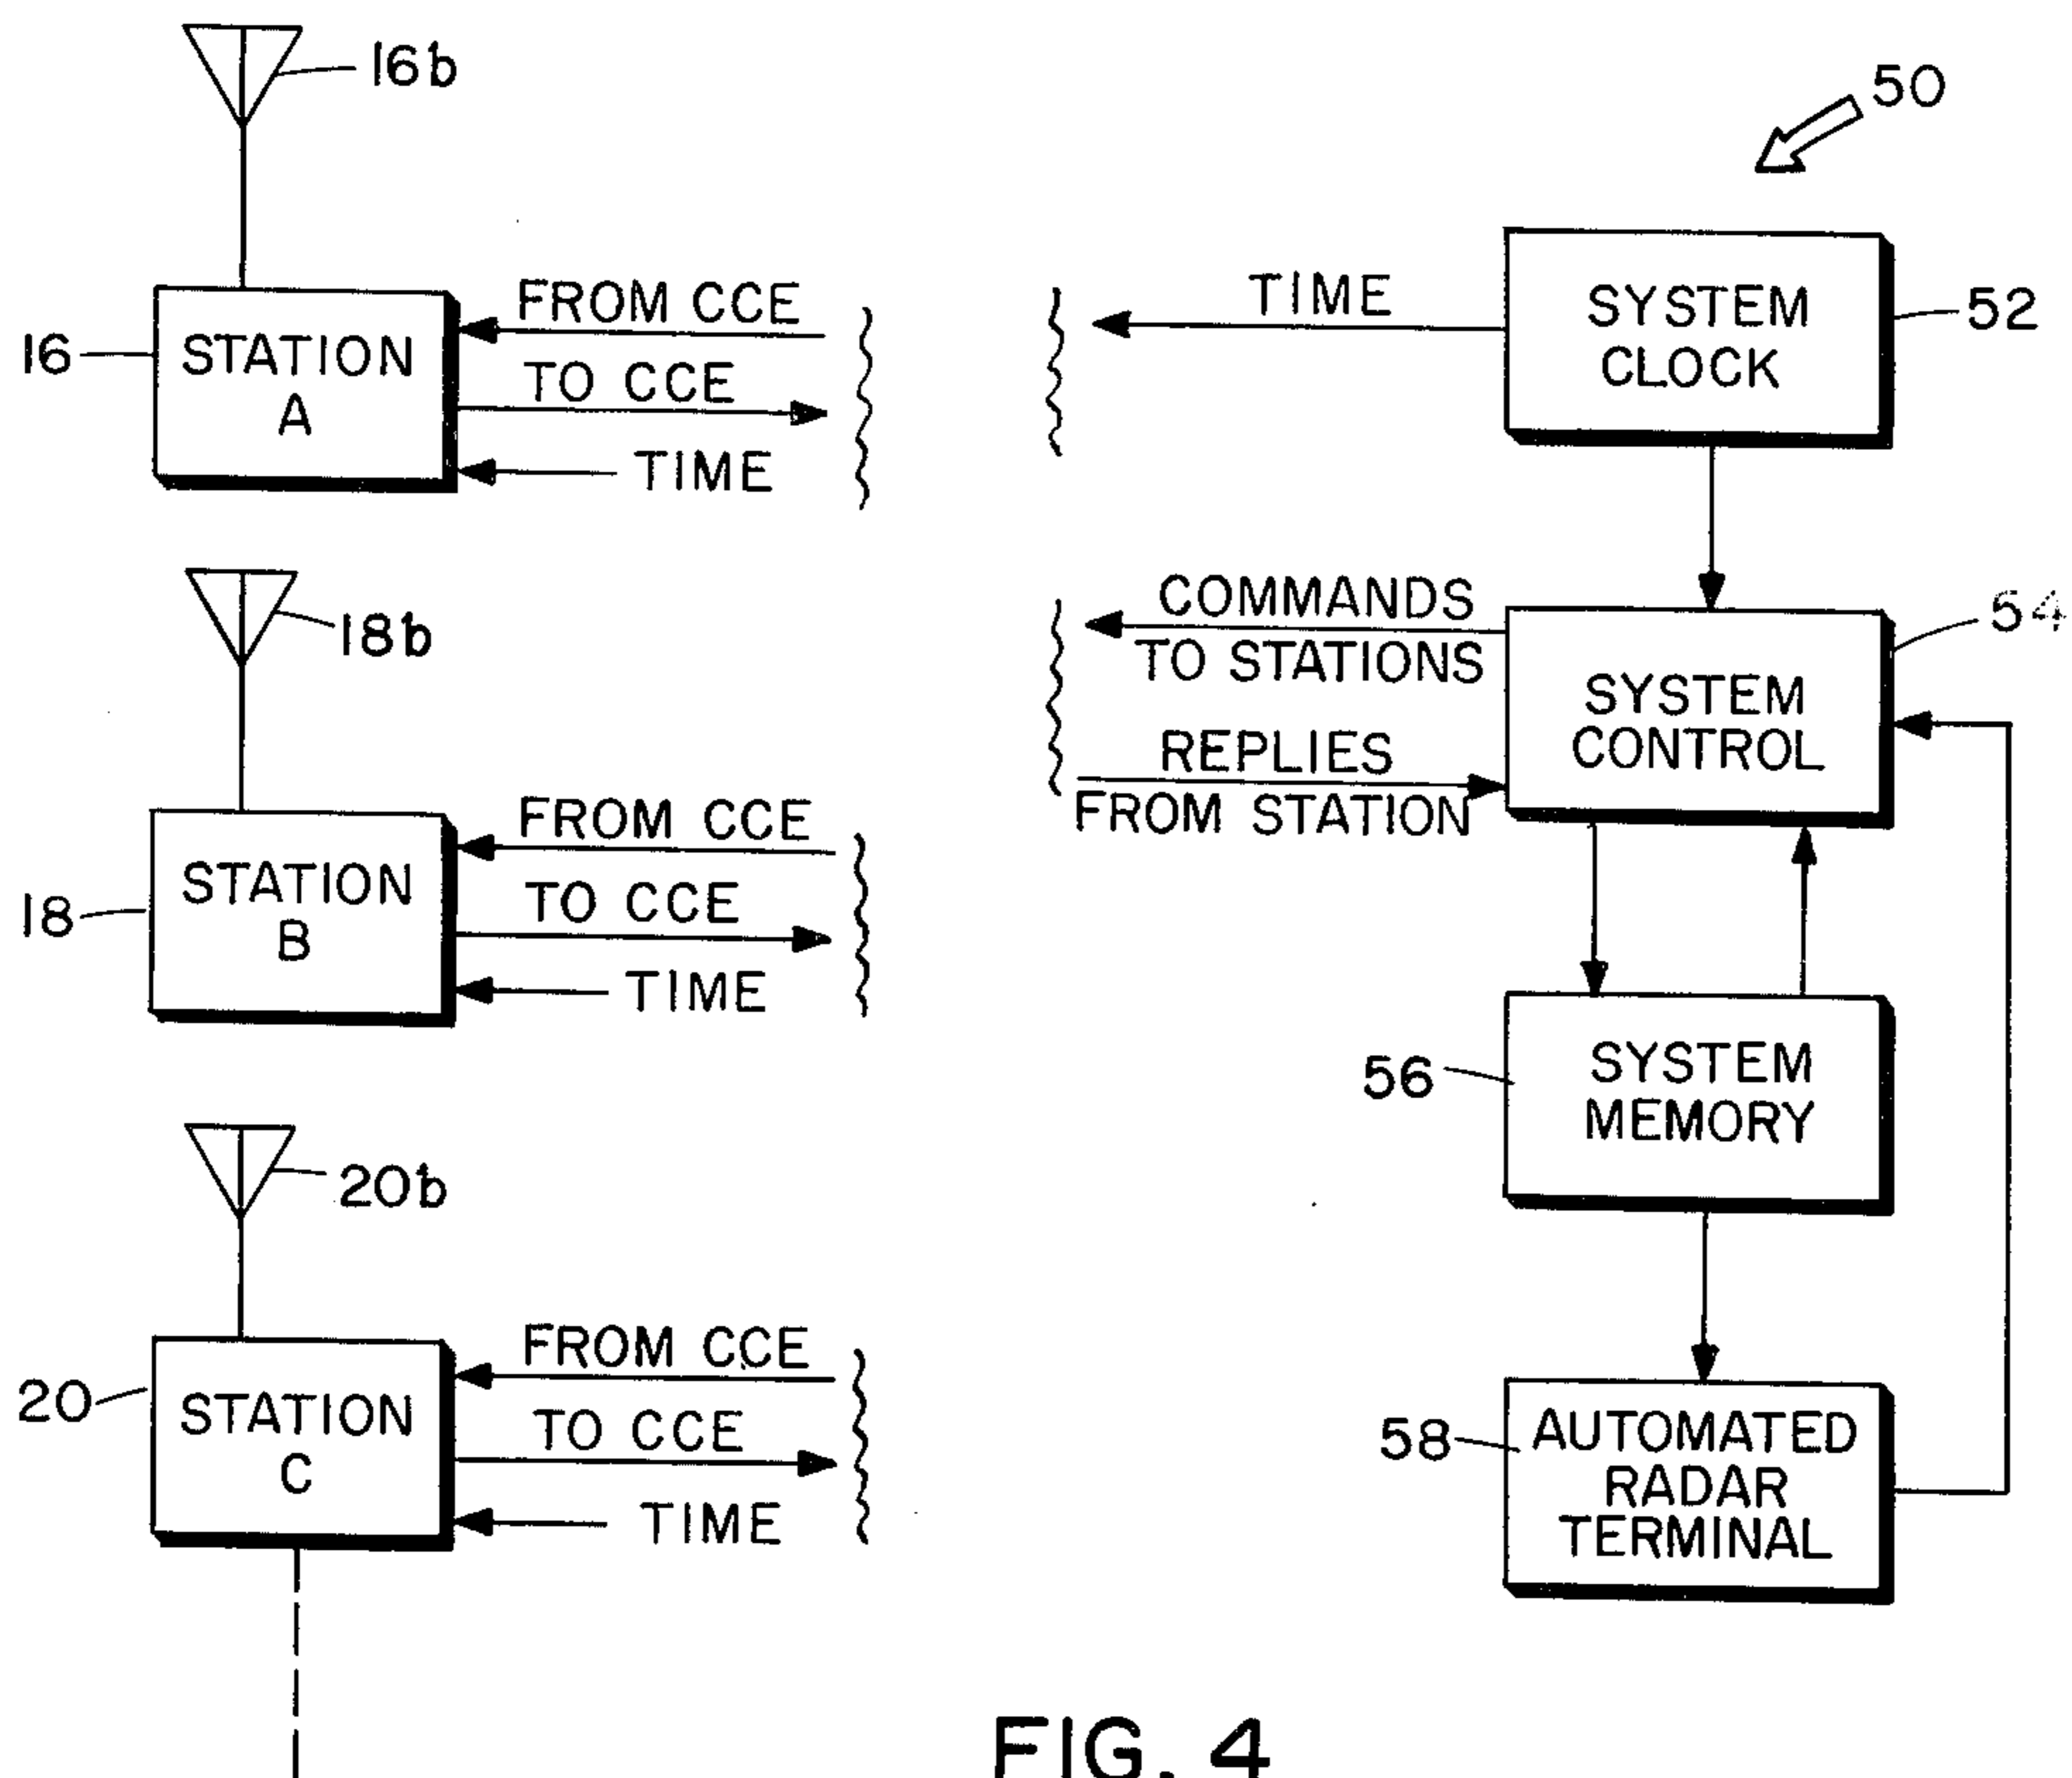 16b
16
STATION
A
FROM CCE
TO CCE
TIME
18b
18
STATION
B
FROM CCE
TO CCE
TIME
20b
20
STATION
C
FROM CCE
TO CCE
TIME
50
TIME
SYSTEM
CLOCK
52
COMMANDS
TO STATIONS
REPLIES
FROM STATION
SYSTEM
CONTROL
54
56
SYSTEM
MEMORY
58
AUTOMATED
RADAR
TERMINAL
FIG. 4